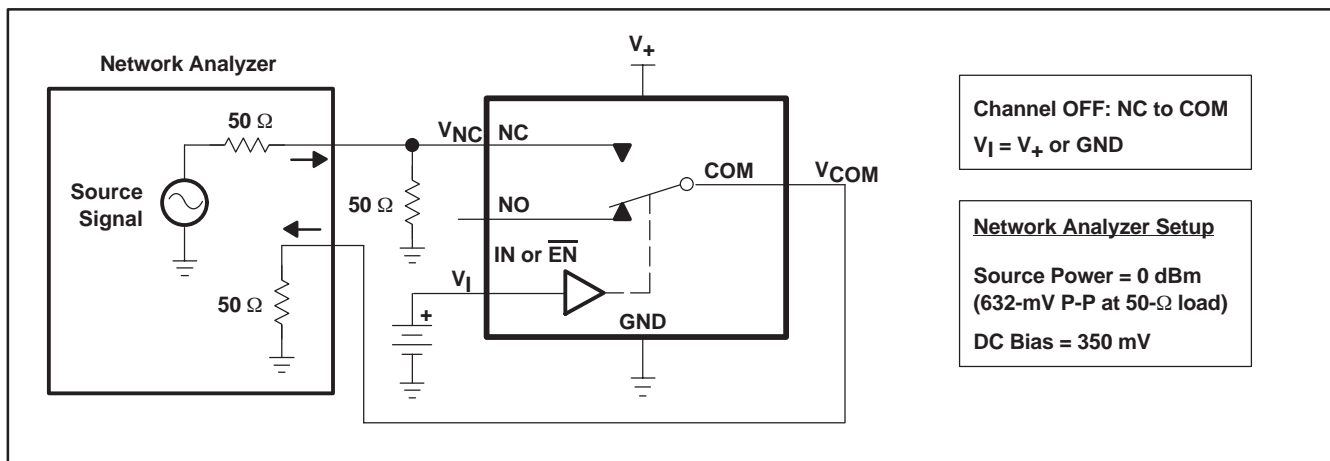 Network Analyzer
50 Ω
Source
Signal
50 Ω
50 Ω
V+
VNC
NC
NO
COM
VCOM
IN or E̅N̅
VI
+
GND
Channel OFF: NC to COM
VI = V+ or GND
Network Analyzer Setup
Source Power = 0 dBm
(632-mV P-P at 50-Ω load)
DC Bias = 350 mV